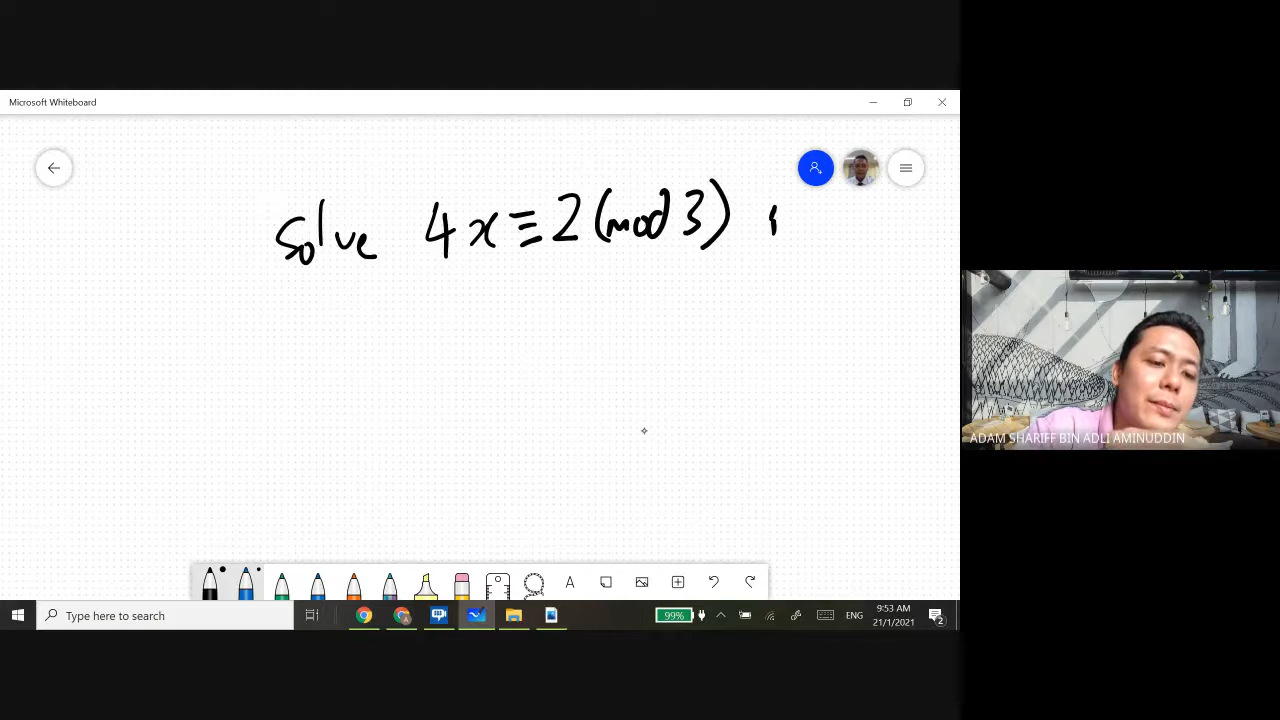 Microsoft Whiteboard
solve 4x ≡ 2 (mod 3)
ADAM SHARIFF BIN ADLI AMINUDDIN
A
Type here to search
99%
ENG
9:53 AM
21/1/2021
2